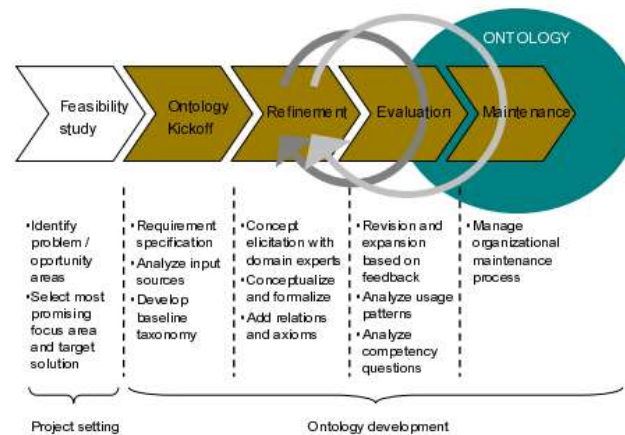 ONTOLOGY
Feasibility
study
Ontology
Kickoff
Refinement
Evaluation
Maintenance
•Identify
problem /
oportunity
areas
•Select most
promising
focus area
and target
solution
•Requirement
specification
•Analyze input
sources
•Develop
baseline
taxonomy
•Concept
elicitation with
domain experts
•Conceptualize
and formalize
•Add relations
and axioms
•Revision and
expansion
based on
feedback
•Analyze usage
patterns
•Analyze
competency
questions
•Manage
organizational
maintenance
process
Project setting
Ontology development